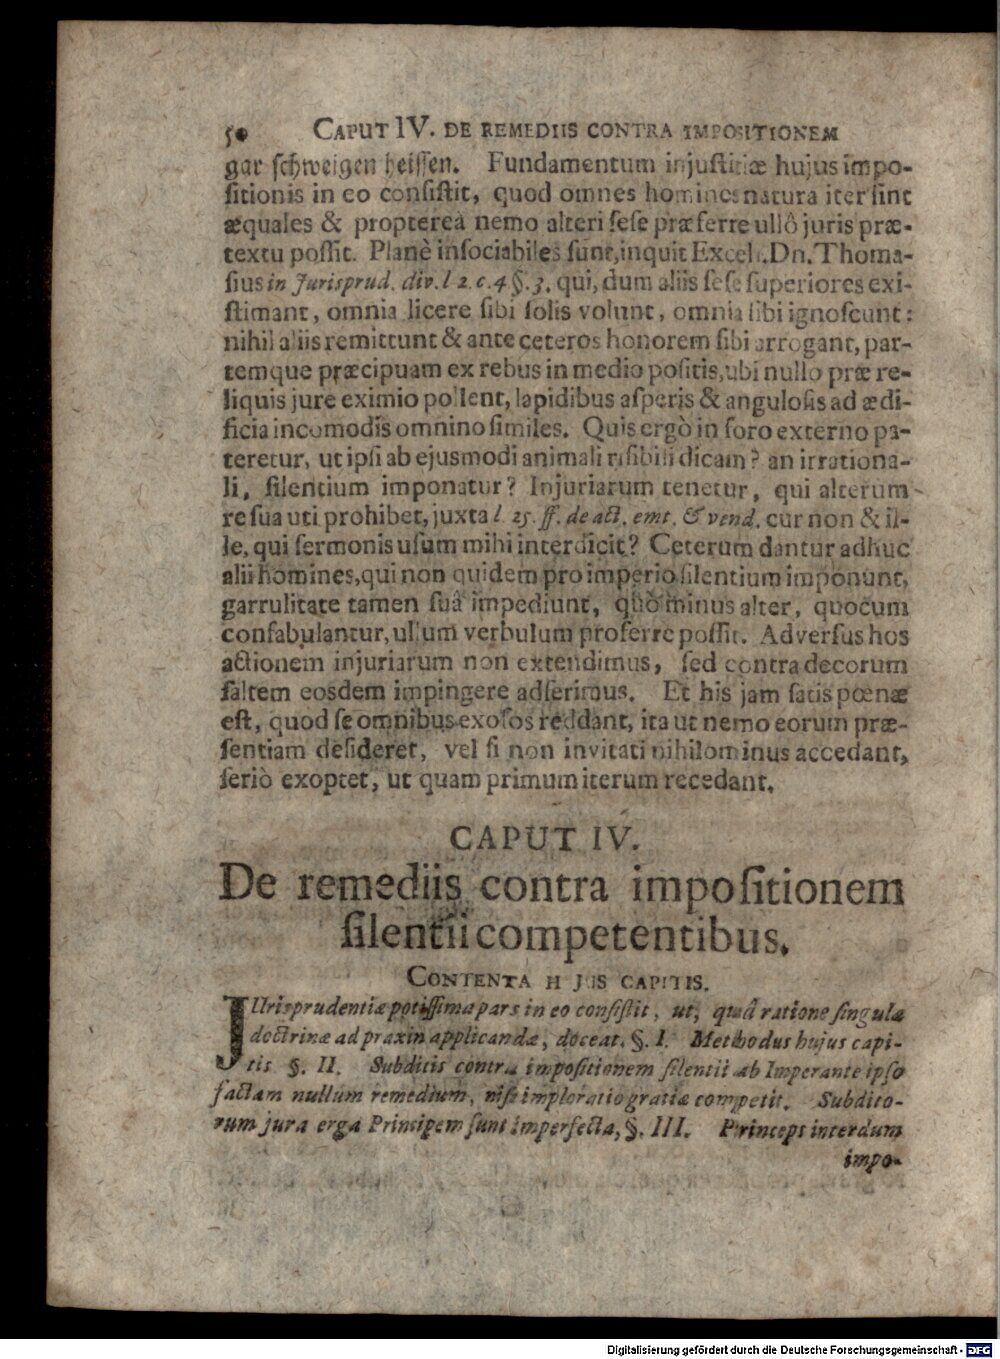 50 CAPUT IV. DE REMEDIIS CONTRA IMPOSITIONEM
gar ſchweigen heiſſen. Fundamentum injuſtitiæ hujus impo-
ſitionis in eo conſiſtit, quod omnes homines natura iter ſint
æquales & propterea nemo alteri ſeſe præferre ullô juris præ-
textu poſſit. Planè inſociabiles ſunt, inquit Excell. Dn. Thoma-
ſius in Jurisprud. div. l. 2. c. 4 §. 3. qui, dum aliis ſeſe ſuperiores exi-
ſtimant, omnia licere ſibi ſolis volunt, omnia ſibi ignoſcunt:
nihil aliis remittunt & ante ceteros honorem ſibi arrogant, par-
temque præcipuam ex rebus in medio poſitis, ubi nullo præ re-
liquis jure eximio pollent, lapidibus aſperis & anguloſis ad ædi-
ficia incomodis omnino ſimiles. Quis ergò in foro externo pa-
teretur, ut ipſi ab ejusmodi animali riſibili dicam? an irrationa-
li, ſilentium imponatur? Injuriarum tenetur, qui alterum
re ſua uti prohibet, juxta l. 25. ff. de act. emt. & vend. cur non & il-
le, qui ſermonis uſum mihi interdicit? Ceterum dantur adhuc
alii homines, qui non quidem pro imperio ſilentium imponunt,
garrulitate tamen ſuâ impediunt, quò minus alter, quocum
confabulantur, ullum verbulum proferre poſſit. Adverſus hos
actionem injuriarum non extendimus, ſed contra decorum
ſaltem eosdem impingere adſerimus. Et his jam ſatis pœnæ
eſt, quod ſe omnibus exoſos reddant, ita ut nemo eorum præ-
ſentiam deſideret, vel ſi non invitati nihilominus accedant,
ſeriò exoptet, ut quam primum iterum recedant.
CAPUT IV.
De remediis contra impoſitionem
ſilentii competentibus.
CONTENTA H JUS CAPITIS.
JUrisprudentiæ potiſſima pars in eo conſiſtit, ut, quâ ratione ſingulæ
doctrinæ ad praxin applicandæ, doceat. §. I. Methodus hujus capi-
tis §. II. Subditis contra impoſitionem ſilentii ab Imperante ipſo
factam nullum remedium, niſi imploratio gratiæ competit. Subdito-
rum jura erga Principem ſunt imperfecta, §. III. Princeps interdum
impo-
Digitalisierung gefördert durch die Deutsche Forschungsgemeinschaft - DFG